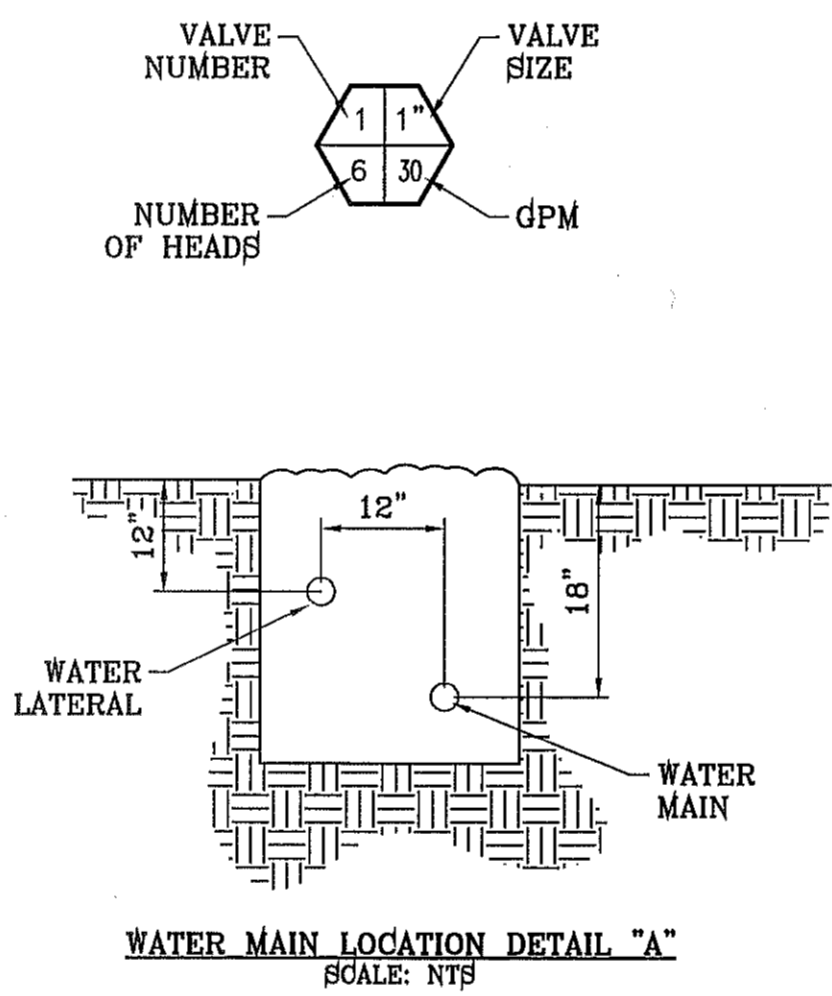 VALVE
NUMBER
VALVE
SIZE
1
1"
6
30
NUMBER
OF HEADS
GPM
12"
12"
18"
WATER
LATERAL
WATER
MAIN
WATER MAIN LOCATION DETAIL "A"
SCALE: NTS